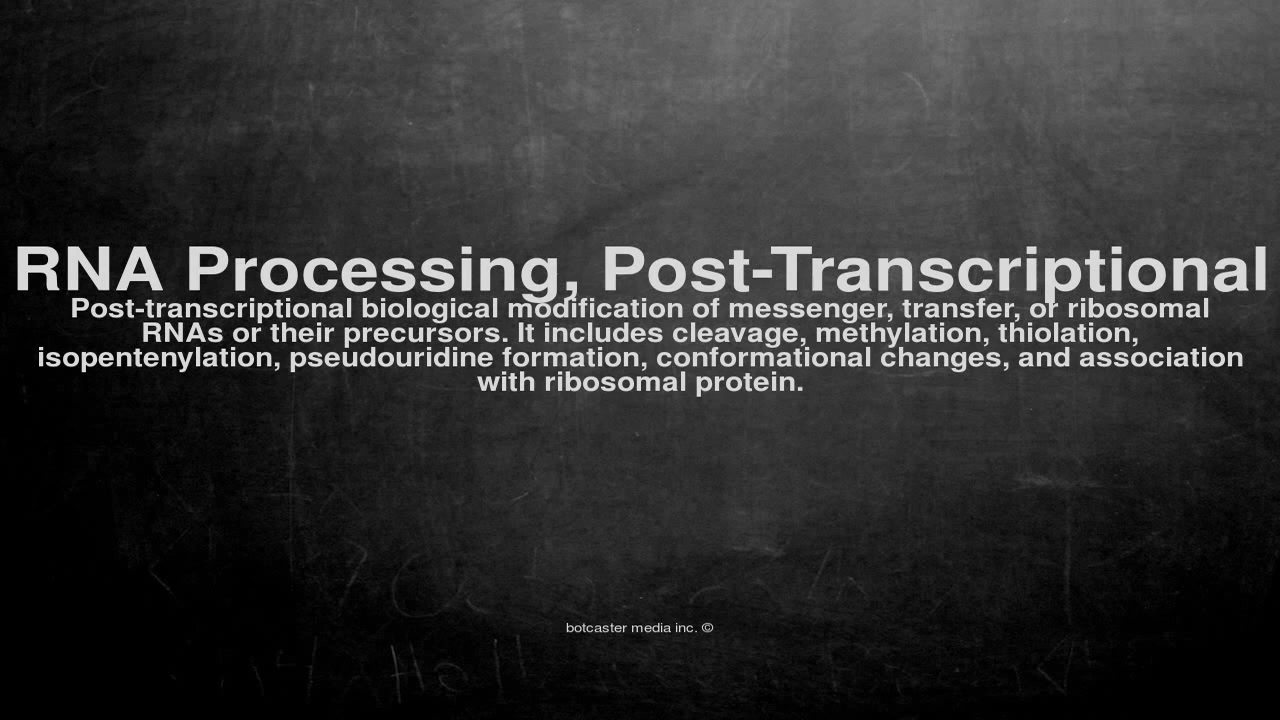 RNA Processing, Post-Transcriptional
Post-transcriptional biological modification of messenger, transfer, or ribosomal
RNAs or their precursors. It includes cleavage, methylation, thiolation,
isopentenylation, pseudouridine formation, conformational changes, and association
with ribosomal protein.
botcaster media inc. ©